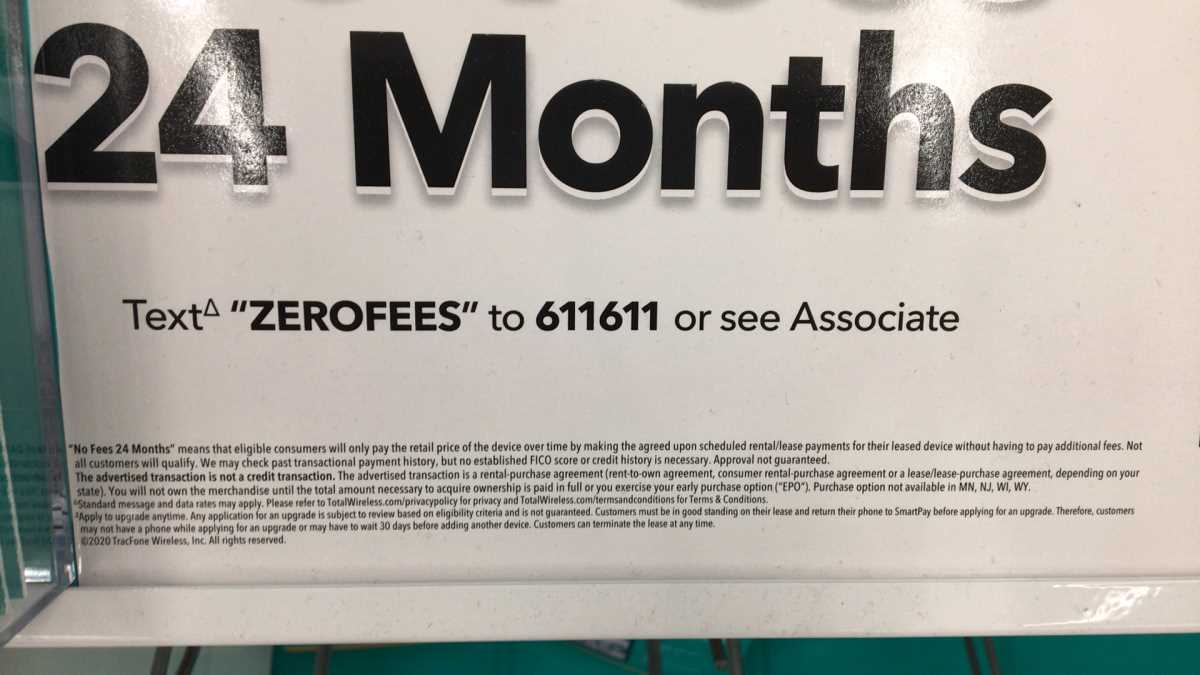 24 Months
TextΔ “ZEROFEES” to 611611 or see Associate
“No Fees 24 Months” means that eligible consumers will only pay the retail price of the device over time by making the agreed upon scheduled rental/lease payments for their leased device without having to pay additional fees. Not
all customers will qualify. We may check past transactional payment history, but no established FICO score or credit history is necessary. Approval not guaranteed.
The advertised transaction is not a credit transaction. The advertised transaction is a rental-purchase agreement (rent-to-own agreement, consumer rental-purchase agreement or a lease/lease-purchase agreement, depending on your
state). You will not own the merchandise until the total amount necessary to acquire ownership is paid in full or you exercise your early purchase option (“EPO”). Purchase option not available in MN, NJ, WI, WY.
ΔStandard message and data rates may apply. Please refer to TotalWireless.com/privacypolicy for privacy and TotalWireless.com/termsandconditions for Terms & Conditions.
‡Apply to upgrade anytime. Any application for an upgrade is subject to review based on eligibility criteria and is not guaranteed. Customers must be in good standing on their lease and return their phone to SmartPay before applying for an upgrade. Therefore, customers
may not have a phone while applying for an upgrade or may have to wait 30 days before adding another device. Customers can terminate the lease at any time.
©2020 TracFone Wireless, Inc. All rights reserved.